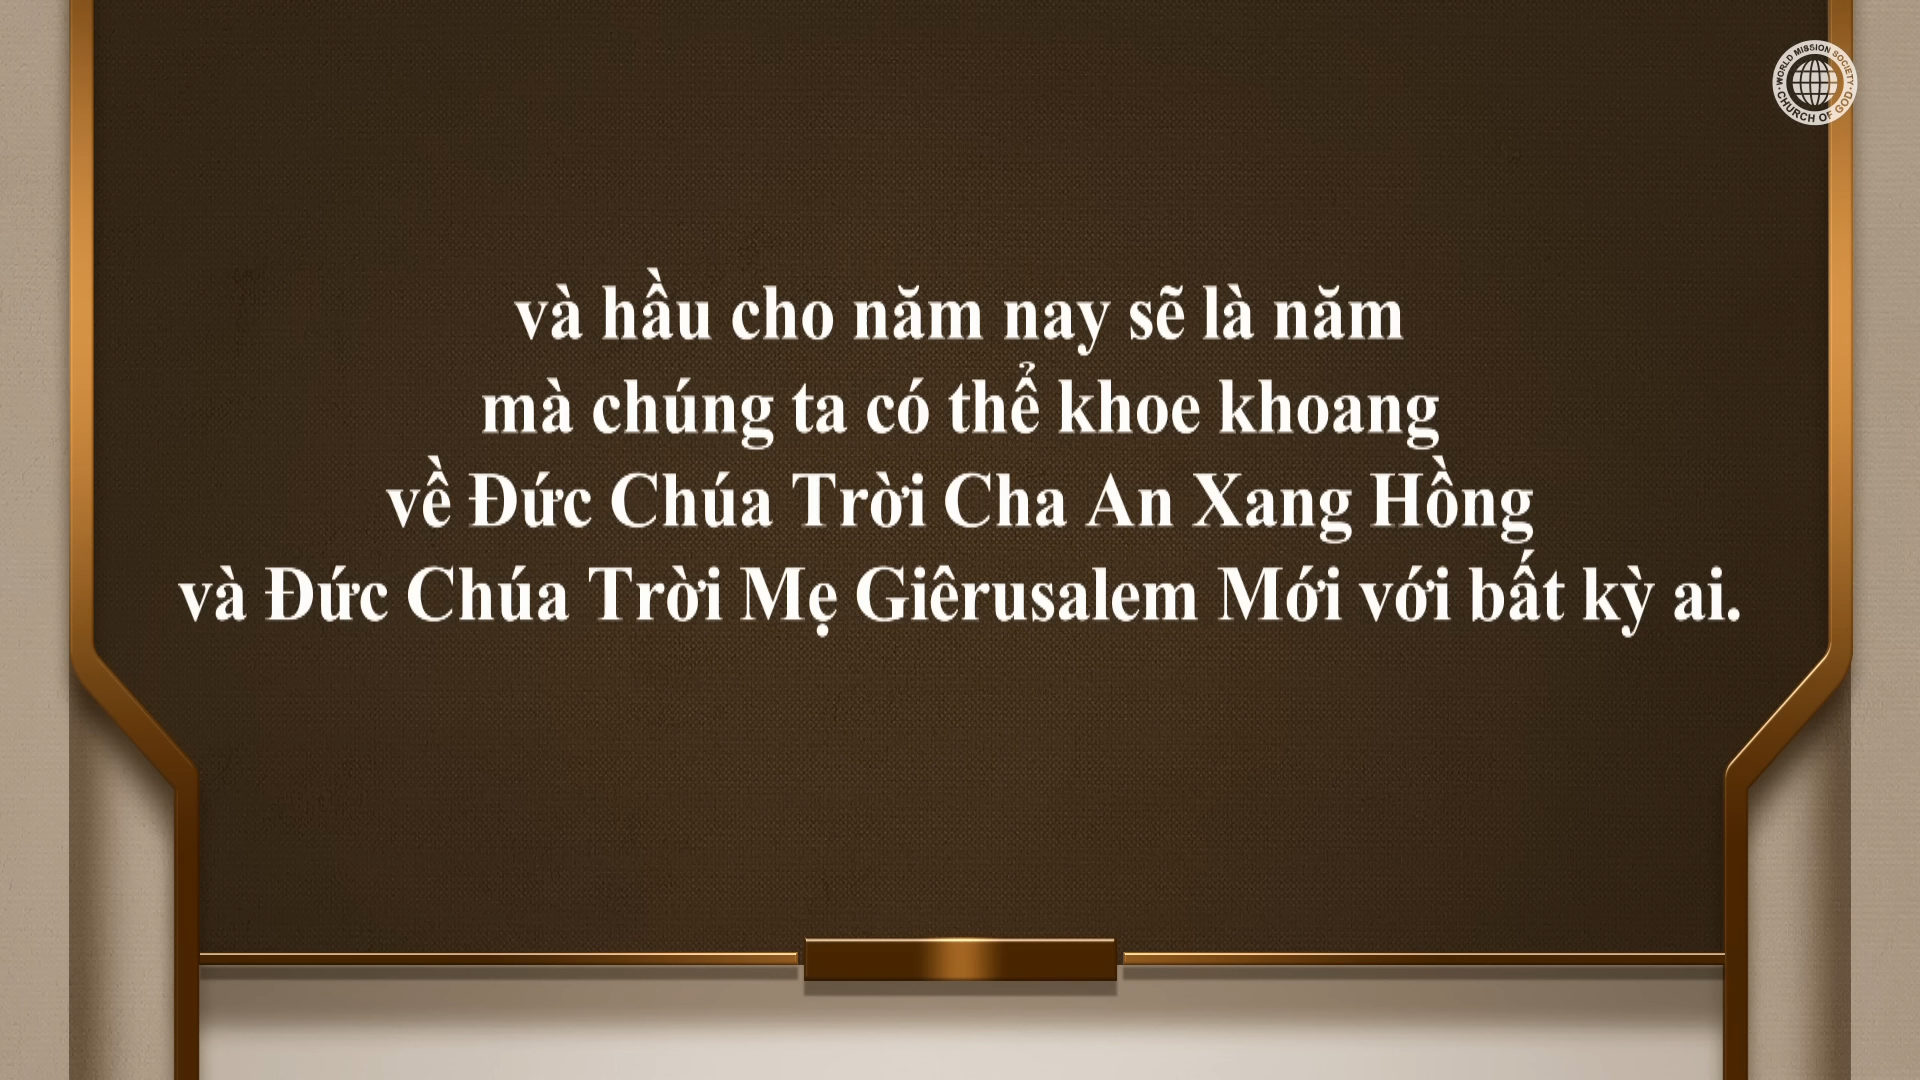 WORLD MISSION SOCIETY
CHURCH OF GOD
và hầu cho năm nay sẽ là năm
mà chúng ta có thể khoe khoang
về Đức Chúa Trời Cha An Xang Hồng
và Đức Chúa Trời Mẹ Giêrusalem Mới với bất kỳ ai.